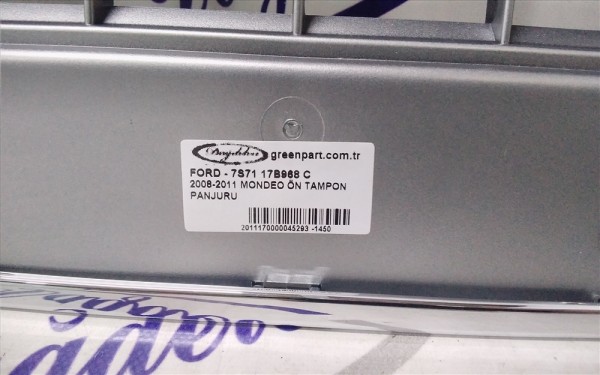 greenpart.com.tr
FORD - 7S71 17B968 C
2008-2011 MONDEO ÖN TAMPON
PANJURU
2011170000045293 -1450